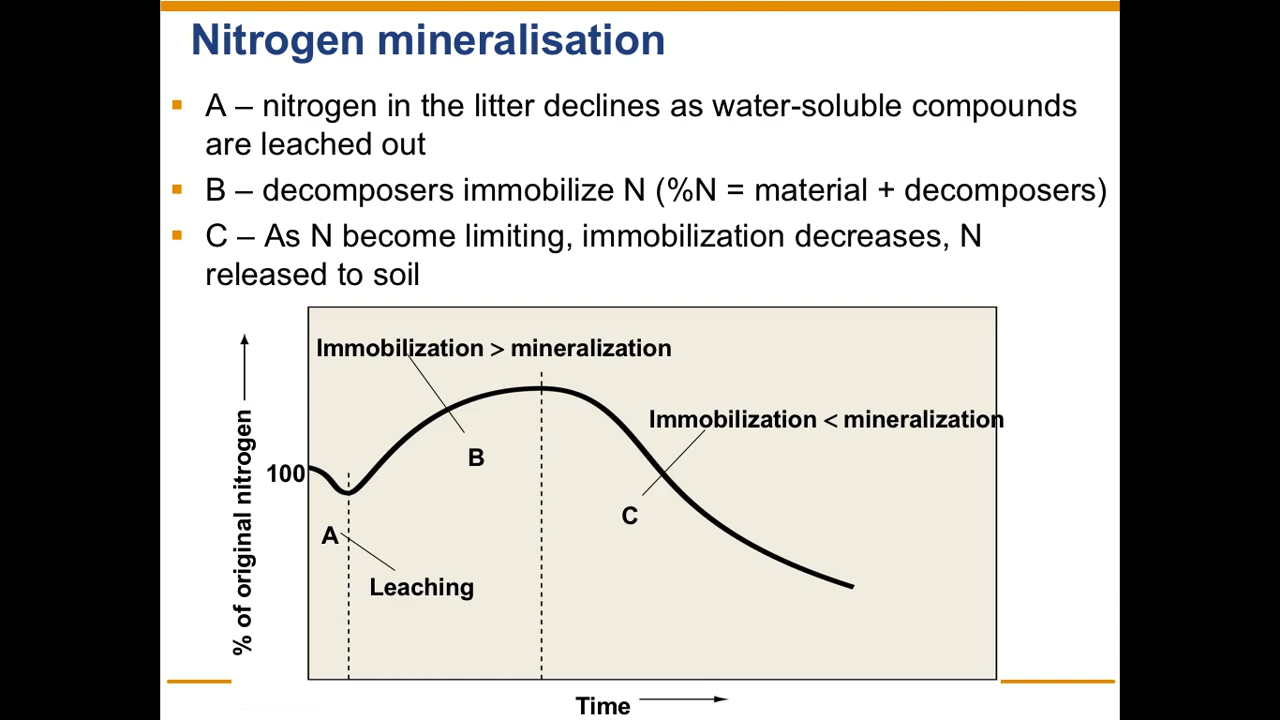 Nitrogen mineralisation
A – nitrogen in the litter declines as water-soluble compounds
are leached out
B – decomposers immobilize N (%N = material + decomposers)
C – As N become limiting, immobilization decreases, N
released to soil
Immobilization > mineralization
Immobilization < mineralization
B
100
C
A
Leaching
% of original nitrogen
Time